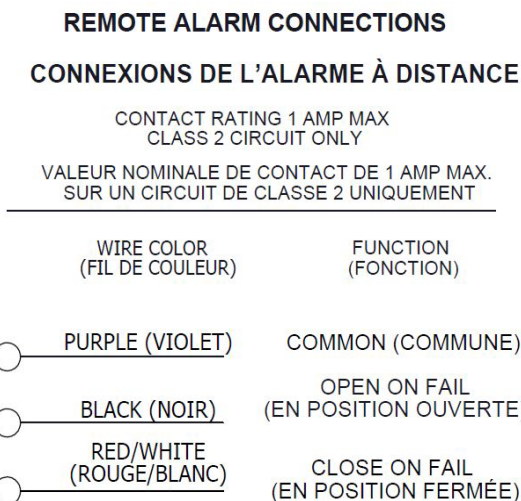 REMOTE ALARM CONNECTIONS
CONNEXIONS DE L'ALARME À DISTANCE
CONTACT RATING 1 AMP MAX
CLASS 2 CIRCUIT ONLY
VALEUR NOMINALE DE CONTACT DE 1 AMP MAX.
SUR UN CIRCUIT DE CLASSE 2 UNIQUEMENT
WIRE COLOR
(FIL DE COULEUR)
FUNCTION
(FONCTION)
PURPLE (VIOLET)
COMMON (COMMUNE)
BLACK (NOIR)
OPEN ON FAIL
(EN POSITION OUVERTE
RED/WHITE
(ROUGE/BLANC)
CLOSE ON FAIL
(EN POSITION FERMÉE)